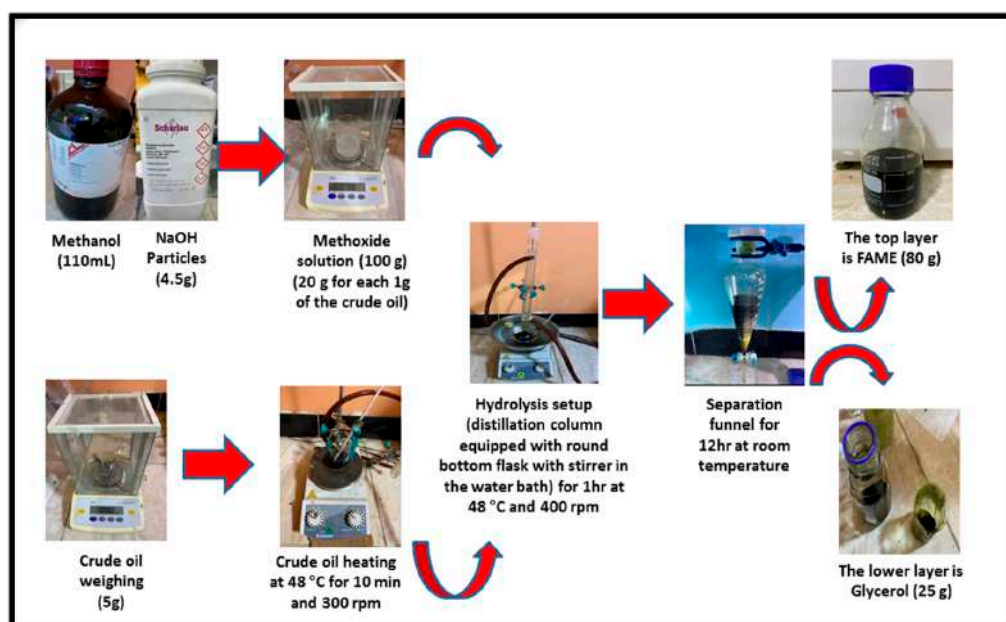 Scharlau
Methanol
(110mL)
NaOH
Particles
(4.5g)
Methoxide
solution (100 g)
(20 g for each 1g
of the crude oil)
The top layer
is FAME (80 g)
Hydrolysis setup
(distillation column
equipped with round
bottom flask with stirrer in
the water bath) for 1hr at
48 °C and 400 rpm
Separation
funnel for
12hr at room
temperature
Crude oil
weighing
(5g)
Crude oil heating
at 48 °C for 10 min
and 300 rpm
The lower layer is
Glycerol (25 g)